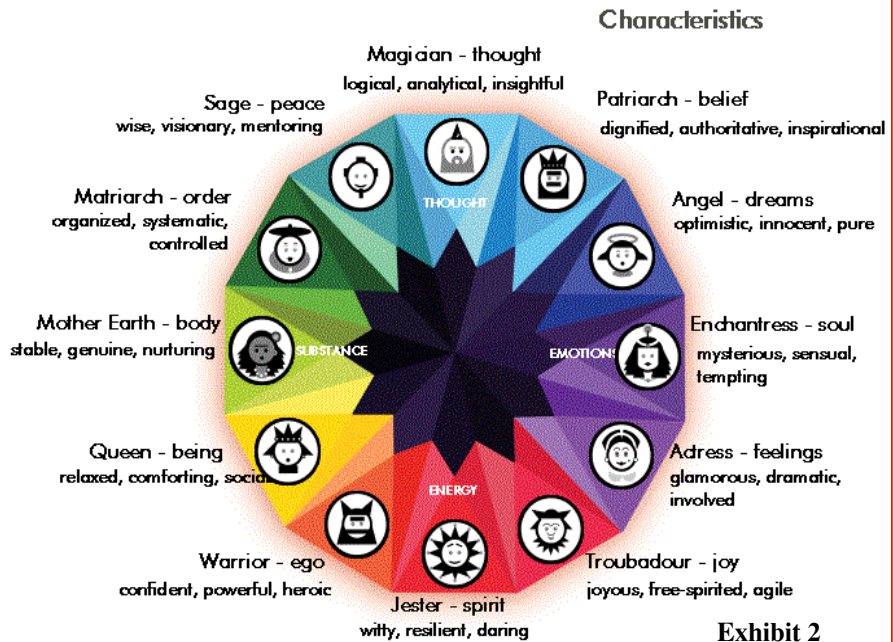 Characteristics
Magician - thought
logical, analytical, insightful
Patriarch - belief
dignified, authoritative, inspirational
Angel - dreams
optimistic, innocent, pure
Enchantress - soul
mysterious, sensual,
tempting
Actress - feelings
glamorous, dramatic,
involved
Troubadour - joy
joyous, free-spirited, agile
Jester - spirit
witty, resilient, daring
Warrior - ego
confident, powerful, heroic
Queen - being
relaxed, comforting, social
Mother Earth - body
stable, genuine, nurturing
Matriarch - order
organized, systematic,
controlled
Sage - peace
wise, visionary, mentoring
THOUGHT
EMOTIONS
ENERGY
SUBSTANCE
Exhibit 2